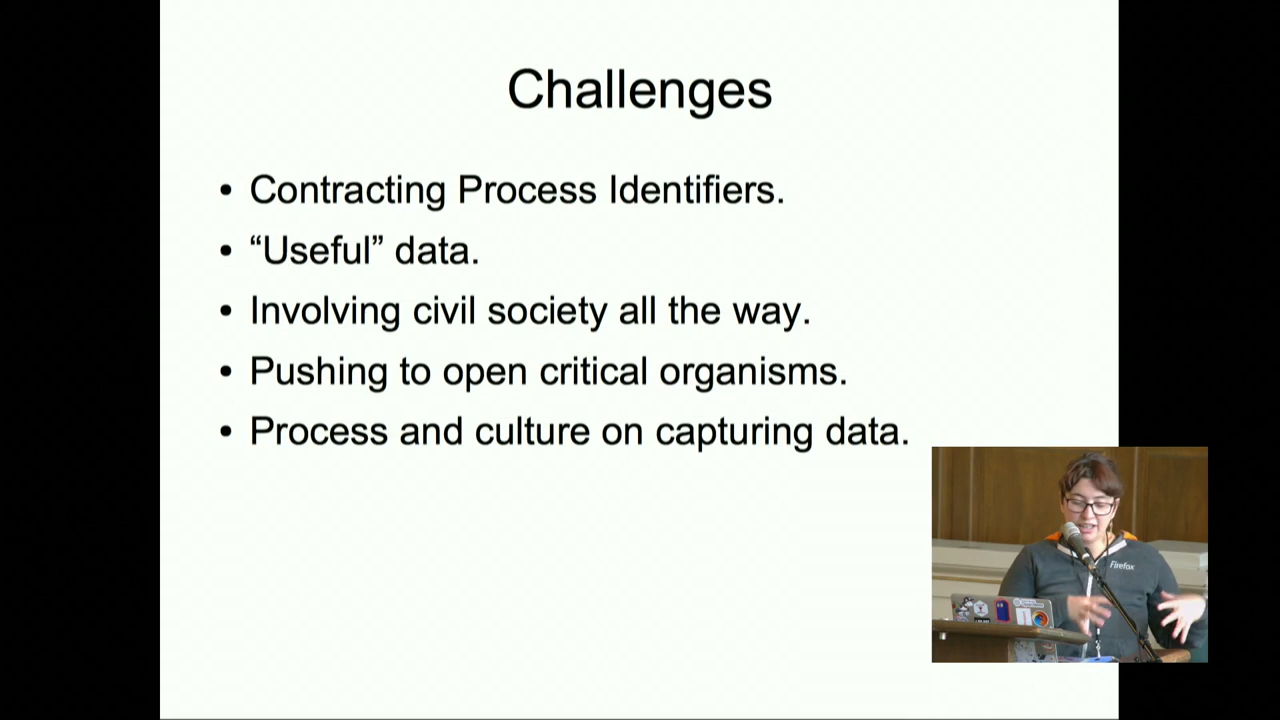 Challenges
• Contracting Process Identifiers.
• “Useful” data.
• Involving civil society all the way.
• Pushing to open critical organisms.
• Process and culture on capturing data.
Firefox